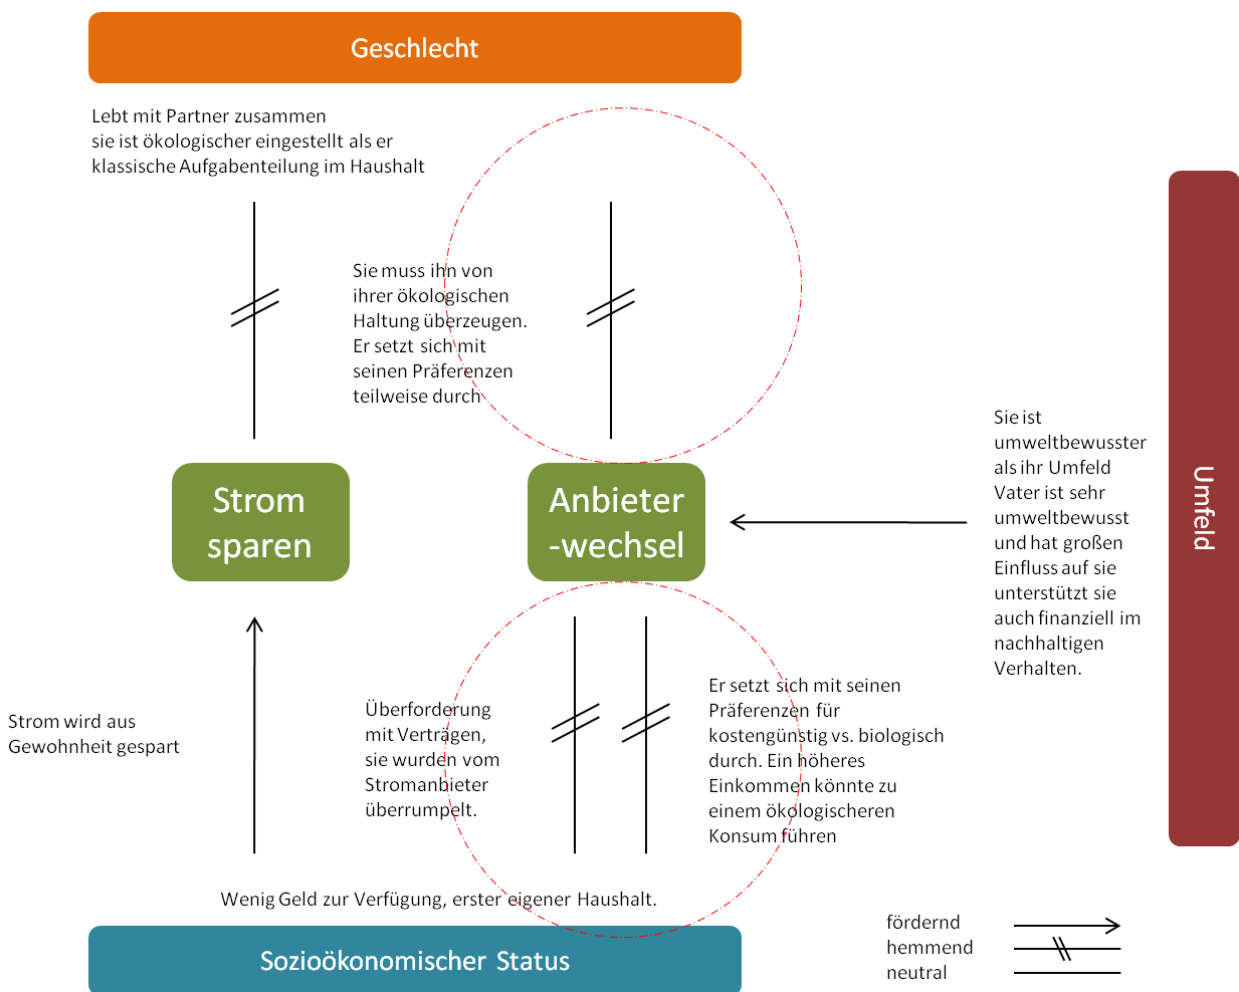 Geschlecht
Lebt mit Partner zusammen
sie ist ökologischer eingestellt als er
klassische Aufgabenteilung im Haushalt
Sie muss ihn von
ihrer ökologischen
Haltung überzeugen.
Er setzt sich mit
seinen Präferenzen
teilweise durch
Strom
sparen
Anbieter
-wechsel
Sie ist
umweltbewusster
als ihr Umfeld
Vater ist sehr
umweltbewusst
und hat großen
Einfluss auf sie
unterstützt sie
auch finanziell im
nachhaltigen
Verhalten.
Umfeld
Strom wird aus
Gewohnheit gespart
Überforderung
mit Verträgen,
sie wurden vom
Stromanbieter
überrumpelt.
Er setzt sich mit seinen
Präferenzen für
kostengünstig vs. biologisch
durch. Ein höheres
Einkommen könnte zu
einem ökologischeren
Konsum führen
Wenig Geld zur Verfügung, erster eigener Haushalt.
Sozioökonomischer Status
fördernd
hemmend
neutral